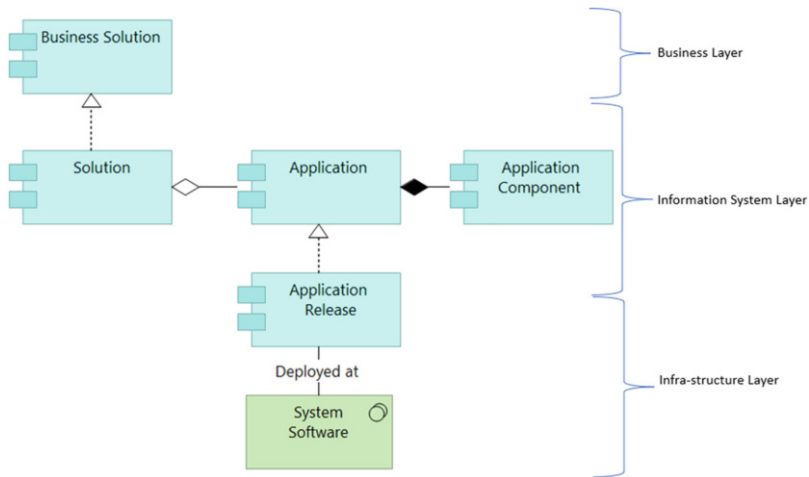 Business Solution
Business Layer
Solution
Application
Application
Component
Information System Layer
Application
Release
Deployed at
Infra-structure Layer
System
Software